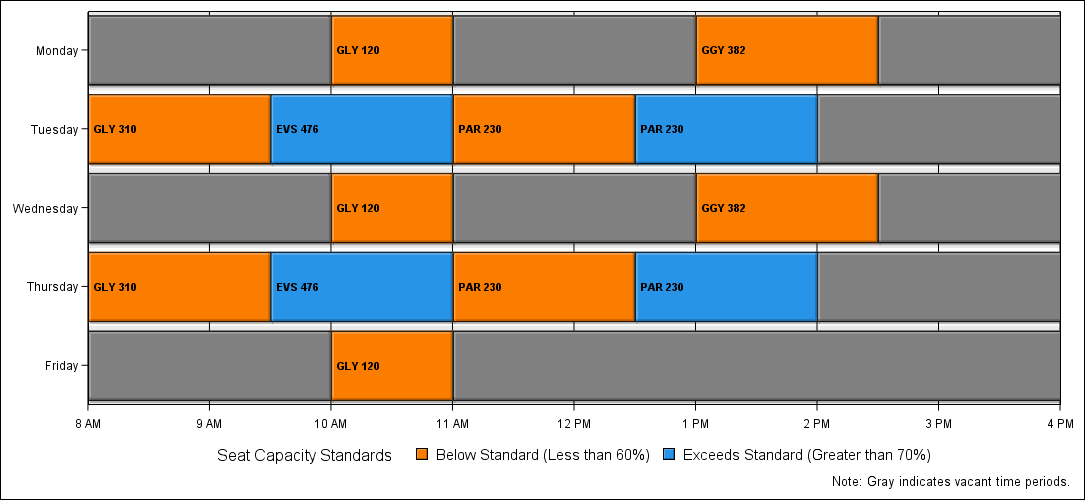 Monday GLY 120 GGY 382
Tuesday GLY 310 EVS 476 PAR 230 PAR 230
Wednesday GLY 120 GGY 382
Thursday GLY 310 EVS 476 PAR 230 PAR 230
Friday GLY 120
8 AM 9 AM 10 AM 11 AM 12 PM 1 PM 2 PM 3 PM 4 PM
Seat Capacity Standards Below Standard (Less than 60%) Exceeds Standard (Greater than 70%)
Note: Gray indicates vacant time periods.